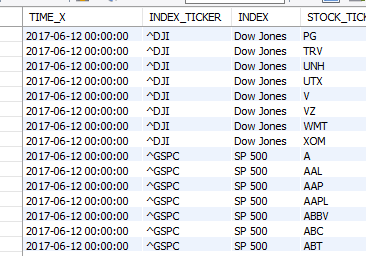 TIME_X INDEX_TICKER INDEX STOCK_TIC
2017-06-12 00:00:00 ^DJI Dow Jones PG
2017-06-12 00:00:00 ^DJI Dow Jones TRV
2017-06-12 00:00:00 ^DJI Dow Jones UNH
2017-06-12 00:00:00 ^DJI Dow Jones UTX
2017-06-12 00:00:00 ^DJI Dow Jones V
2017-06-12 00:00:00 ^DJI Dow Jones VZ
2017-06-12 00:00:00 ^DJI Dow Jones WMT
2017-06-12 00:00:00 ^DJI Dow Jones XOM
2017-06-12 00:00:00 ^GSPC SP 500 A
2017-06-12 00:00:00 ^GSPC SP 500 AAL
2017-06-12 00:00:00 ^GSPC SP 500 AAP
2017-06-12 00:00:00 ^GSPC SP 500 AAPL
2017-06-12 00:00:00 ^GSPC SP 500 ABBV
2017-06-12 00:00:00 ^GSPC SP 500 ABC
2017-06-12 00:00:00 ^GSPC SP 500 ABT